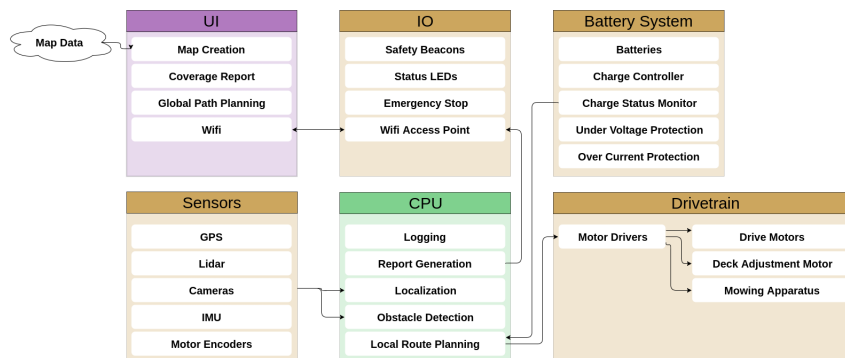 Map Data
UI
Map Creation
Coverage Report
Global Path Planning
Wifi
IO
Safety Beacons
Status LEDs
Emergency Stop
Wifi Access Point
Battery System
Batteries
Charge Controller
Charge Status Monitor
Under Voltage Protection
Over Current Protection
Sensors
GPS
Lidar
Cameras
IMU
Motor Encoders
CPU
Logging
Report Generation
Localization
Obstacle Detection
Local Route Planning
Drivetrain
Motor Drivers
Drive Motors
Deck Adjustment Motor
Mowing Apparatus